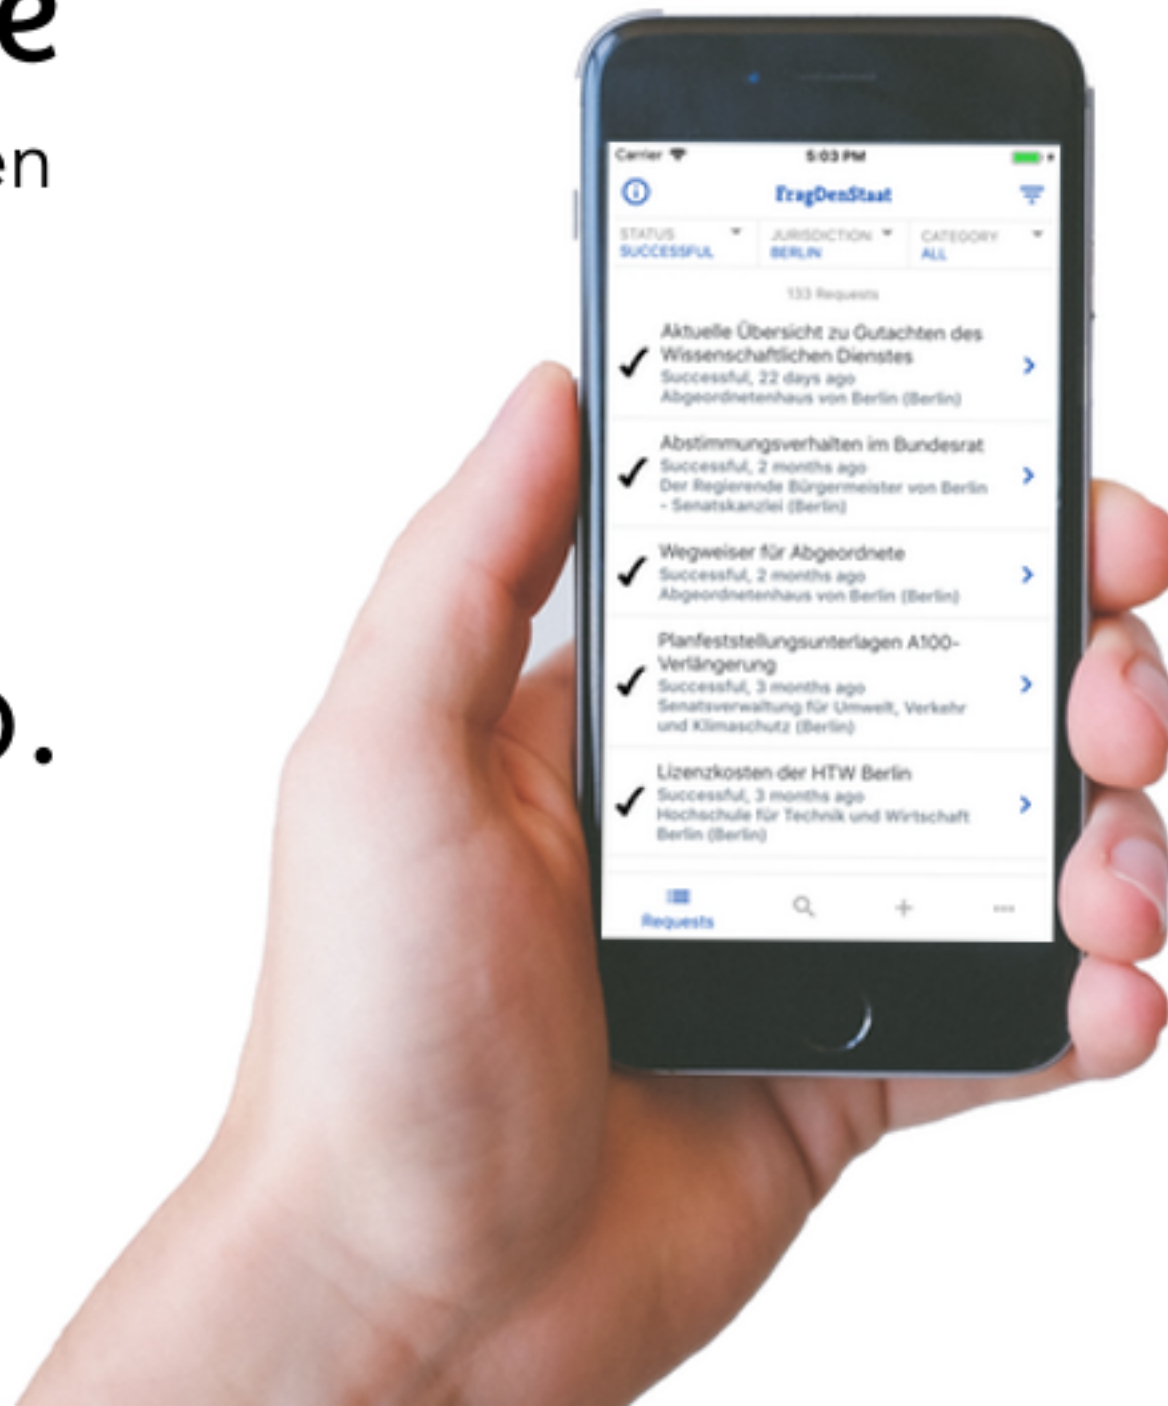 e
en
.
Carrier 5:03 PM
FragDenStaat
STATUS JURISDICTION CATEGORY
SUCCESSFUL BERLIN ALL
133 Requests
Aktuelle Übersicht zu Gutachten des
Wissenschaftlichen Dienstes
Successful, 22 days ago
Abgeordnetenhaus von Berlin (Berlin)
Abstimmungsverhalten im Bundesrat
Successful, 2 months ago
Der Regierende Bürgermeister von Berlin
- Senatskanzlei (Berlin)
Wegweiser für Abgeordnete
Successful, 2 months ago
Abgeordnetenhaus von Berlin (Berlin)
Planfeststellungsunterlagen A100-
Verlängerung
Successful, 3 months ago
Senatsverwaltung für Umwelt, Verkehr
und Klimaschutz (Berlin)
Lizenzkosten der HTW Berlin
Successful, 3 months ago
Hochschule für Technik und Wirtschaft
Berlin (Berlin)
Requests